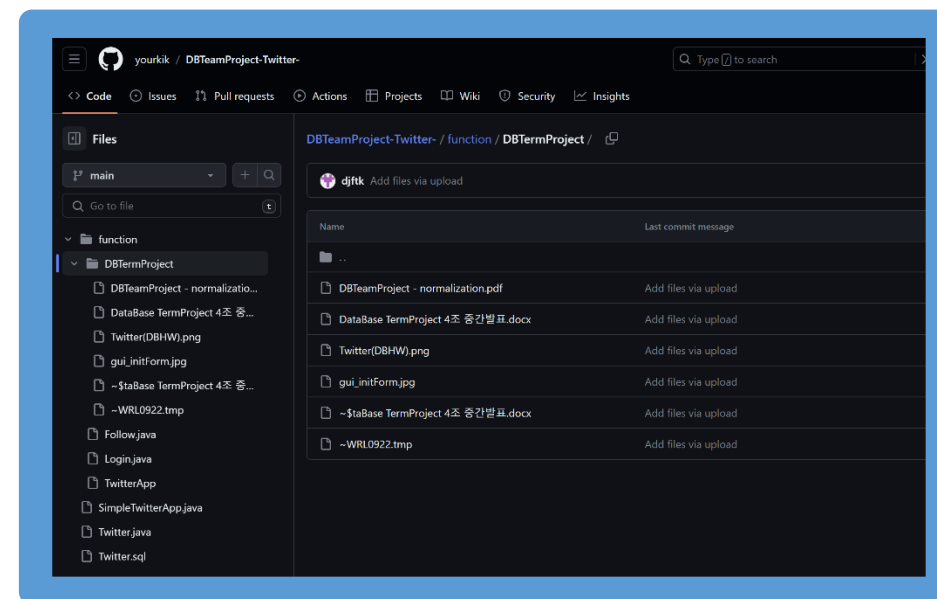 yourkik / DBTeamProject-Twitter-
Type / to search
Code Issues Pull requests Actions Projects Wiki Security Insights
Files
main
Go to file t
function
DBTermProject
DBTeamProject - normalizatio...
DataBase TermProject 4조 중...
Twitter(DBHW).png
gui_initForm.jpg
~$taBase TermProject 4조 중...
~WRL0922.tmp
Follow.java
Login.java
TwitterApp
SimpleTwitterApp.java
Twitter.java
Twitter.sql
DBTeamProject-Twitter- / function / DBTermProject /
djftk Add files via upload
Name Last commit message
..
DBTeamProject - normalization.pdf Add files via upload
DataBase TermProject 4조 중간발표.docx Add files via upload
Twitter(DBHW).png Add files via upload
gui_initForm.jpg Add files via upload
~$taBase TermProject 4조 중간발표.docx Add files via upload
~WRL0922.tmp Add files via upload